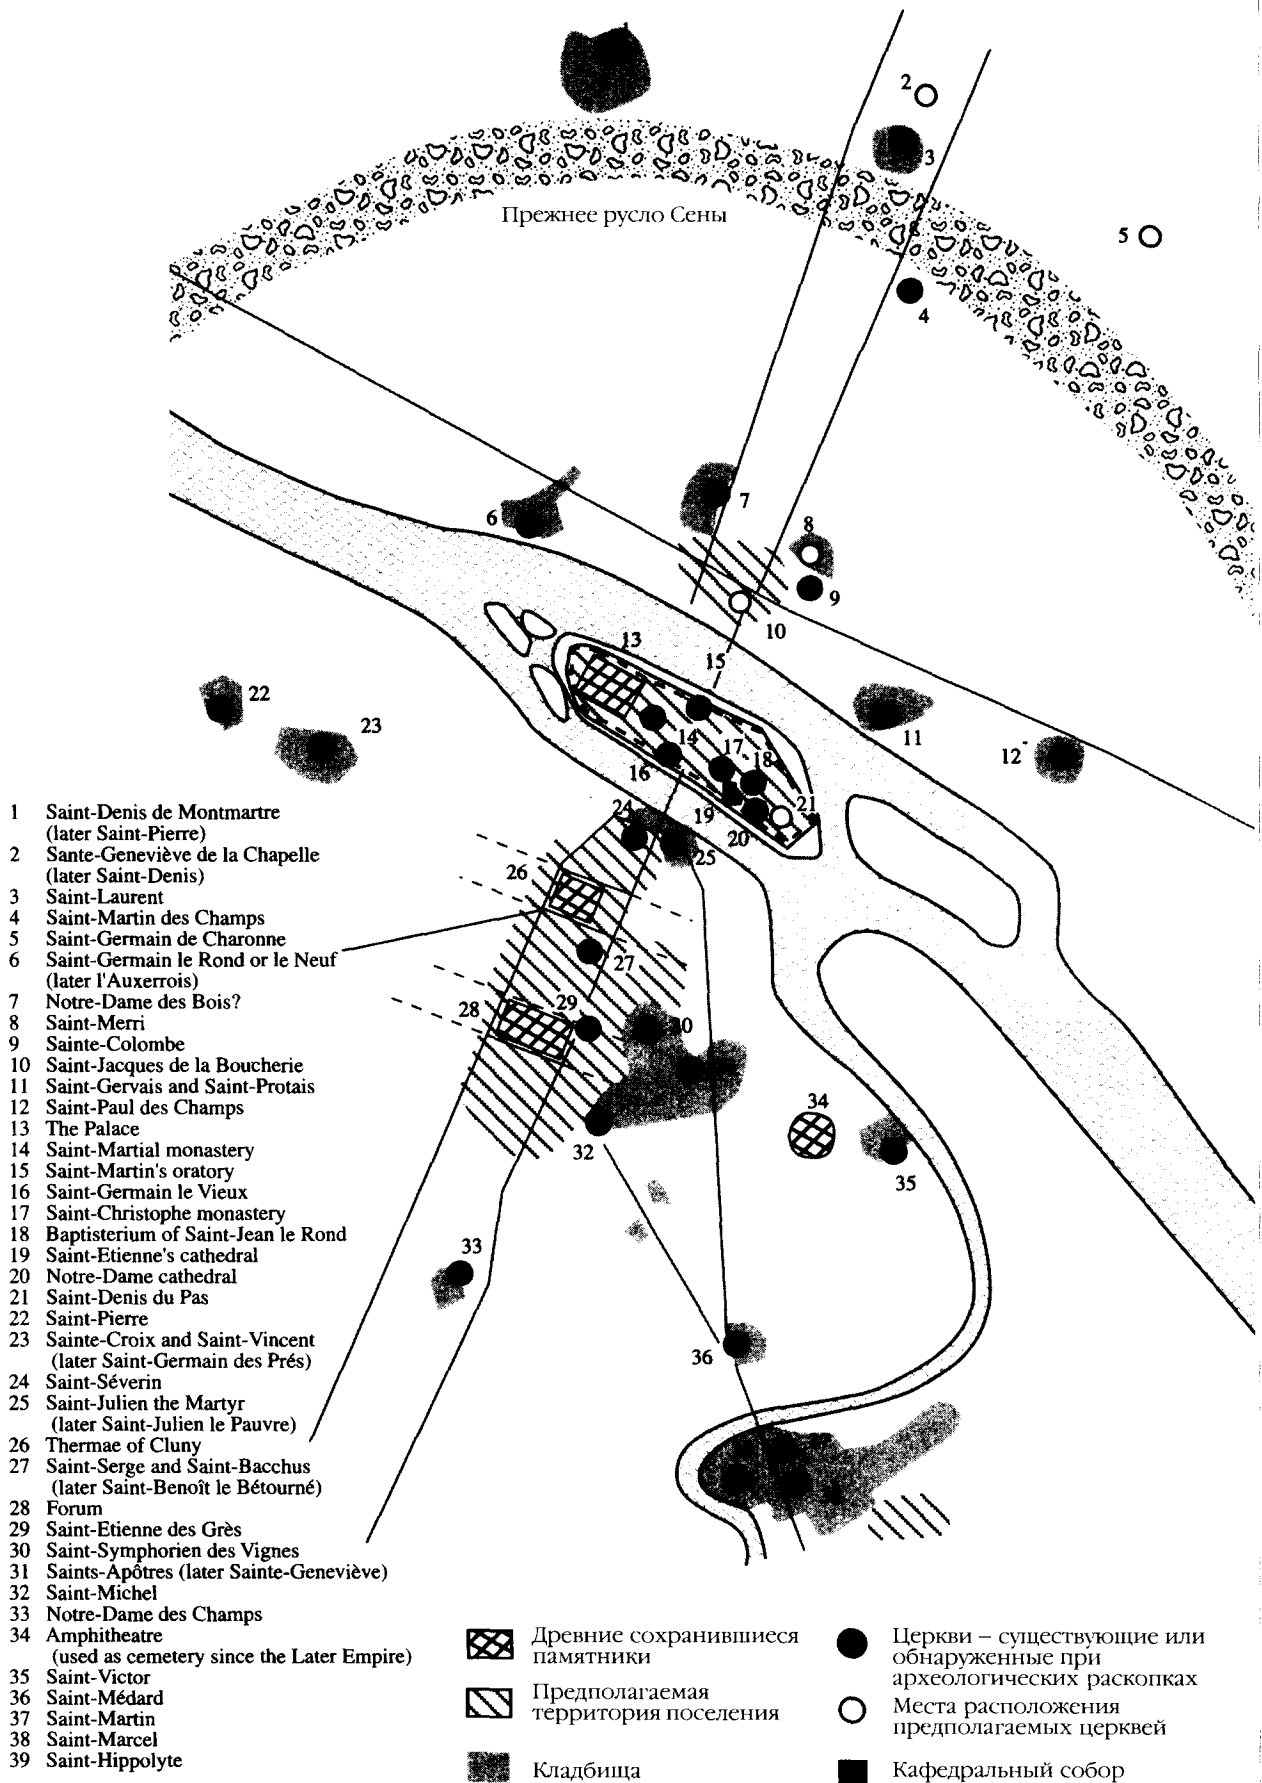 1
2
3
Прежнее русло Сены
5
4
6
7
8
9
10
13
15
22
23
11
12
14
17
18
16
19
21
20
24
25
26
27
28
29
30
32
34
35
33
36
1 Saint-Denis de Montmartre
(later Saint-Pierre)
2 Sante-Geneviève de la Chapelle
(later Saint-Denis)
3 Saint-Laurent
4 Saint-Martin des Champs
5 Saint-Germain de Charonne
6 Saint-Germain le Rond or le Neuf
(later l'Auxerrois)
7 Notre-Dame des Bois?
8 Saint-Merri
9 Sainte-Colombe
10 Saint-Jacques de la Boucherie
11 Saint-Gervais and Saint-Protais
12 Saint-Paul des Champs
13 The Palace
14 Saint-Martial monastery
15 Saint-Martin's oratory
16 Saint-Germain le Vieux
17 Saint-Christophe monastery
18 Baptisterium of Saint-Jean le Rond
19 Saint-Etienne's cathedral
20 Notre-Dame cathedral
21 Saint-Denis du Pas
22 Saint-Pierre
23 Sainte-Croix and Saint-Vincent
(later Saint-Germain des Prés)
24 Saint-Séverin
25 Saint-Julien the Martyr
(later Saint-Julien le Pauvre)
26 Thermae of Cluny
27 Saint-Serge and Saint-Bacchus
(later Saint-Benoît le Bétourné)
28 Forum
29 Saint-Etienne des Grès
30 Saint-Symphorien des Vignes
31 Saints-Apôtres (later Sainte-Geneviève)
32 Saint-Michel
33 Notre-Dame des Champs
34 Amphitheatre
(used as cemetery since the Later Empire)
35 Saint-Victor
36 Saint-Médard
37 Saint-Martin
38 Saint-Marcel
39 Saint-Hippolyte
Древние сохранившиеся
памятники
Предполагаемая
территория поселения
Кладбища
Церкви – существующие или
обнаруженные при
археологических раскопках
Места расположения
предполагаемых церквей
Кафедральный собор